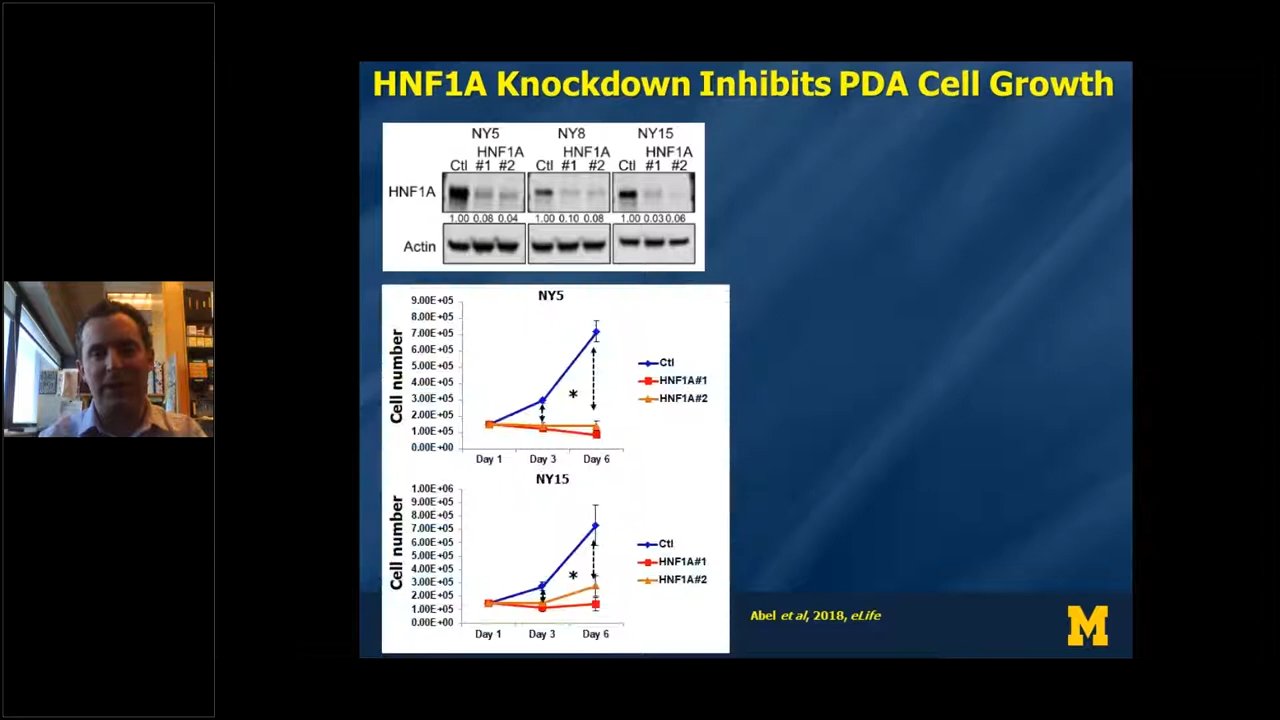 HNF1A Knockdown Inhibits PDA Cell Growth
NY5 NY8 NY15
HNF1A HNF1A HNF1A
Ctl #1 #2 Ctl #1 #2 Ctl #1 #2
HNF1A
1.00 0.08 0.04 1.00 0.10 0.08 1.00 0.03 0.06
Actin
NY5
Cell number
9.00E+05
8.00E+05
7.00E+05
6.00E+05
5.00E+05
4.00E+05
3.00E+05
2.00E+05
1.00E+05
0.00E+00
*
Day 1 Day 3 Day 6
Ctl
HNF1A#1
HNF1A#2
NY15
Cell number
1.00E+06
9.00E+05
8.00E+05
7.00E+05
6.00E+05
5.00E+05
4.00E+05
3.00E+05
2.00E+05
1.00E+05
0.00E+00
*
Day 1 Day 3 Day 6
Ctl
HNF1A#1
HNF1A#2
Abel et al, 2018, eLife
M